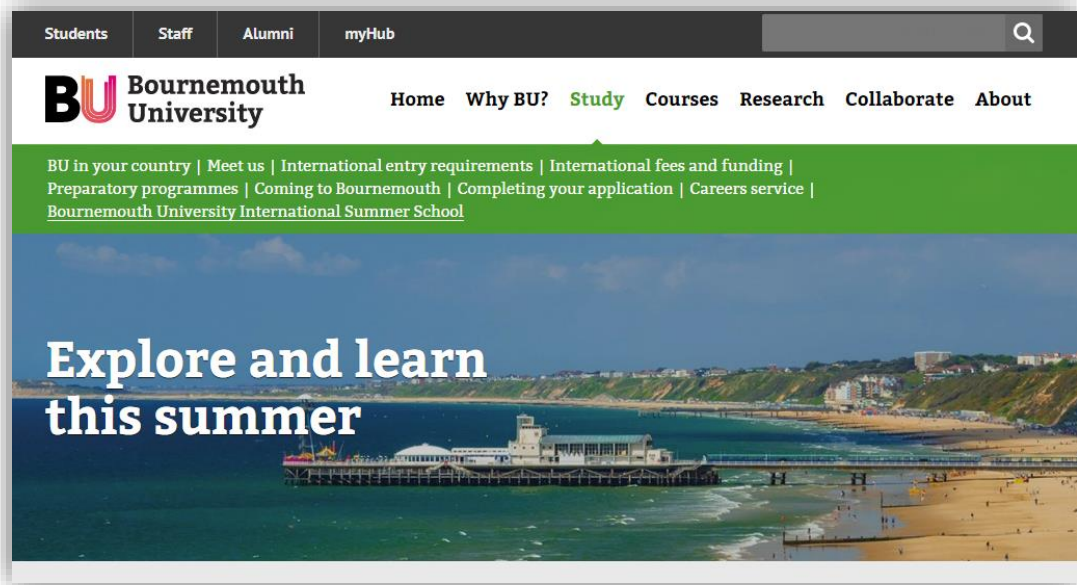 Students Staff Alumni myHub
BU Bournemouth
University
Home Why BU? Study Courses Research Collaborate About
BU in your country | Meet us | International entry requirements | International fees and funding |
Preparatory programmes | Coming to Bournemouth | Completing your application | Careers service |
Bournemouth University International Summer School
Explore and learn
this summer